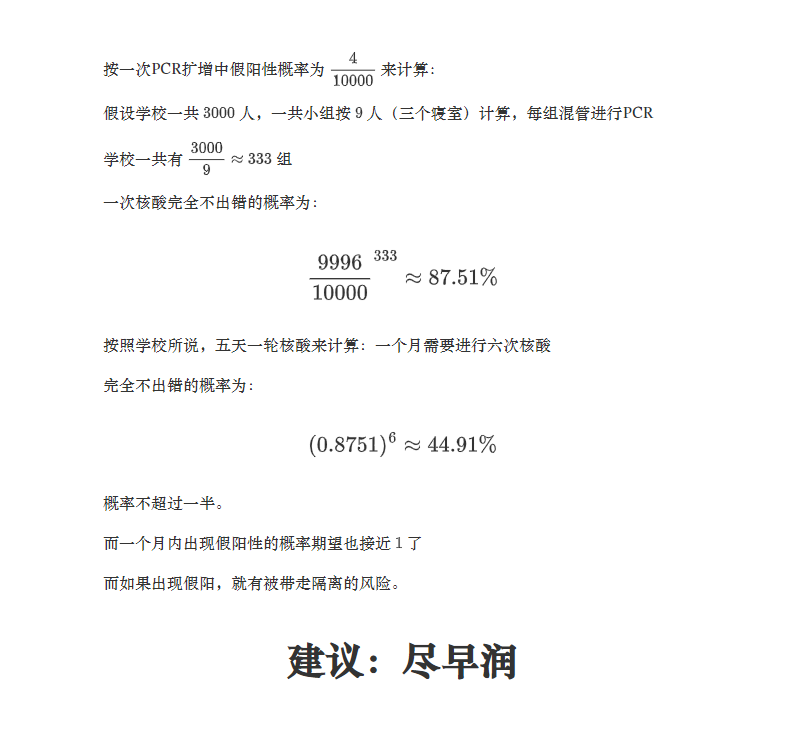 按一次PCR扩增中假阳性概率为 4/10000 来计算：
假设学校一共 3000 人，一共小组按 9 人（三个寝室）计算，每组混管进行PCR
学校一共有 3000/9 ≈ 333 组
一次核酸完全不出错的概率为：
9996/10000^333 ≈ 87.51%
按照学校所说，五天一轮核酸来计算：一个月需要进行六次核酸
完全不出错的概率为：
(0.8751)^6 ≈ 44.91%
概率不超过一半。
而一个月内出现假阳性的概率期望也接近 1 了
而如果出现假阳，就有被带走隔离的风险。
建议：尽早润